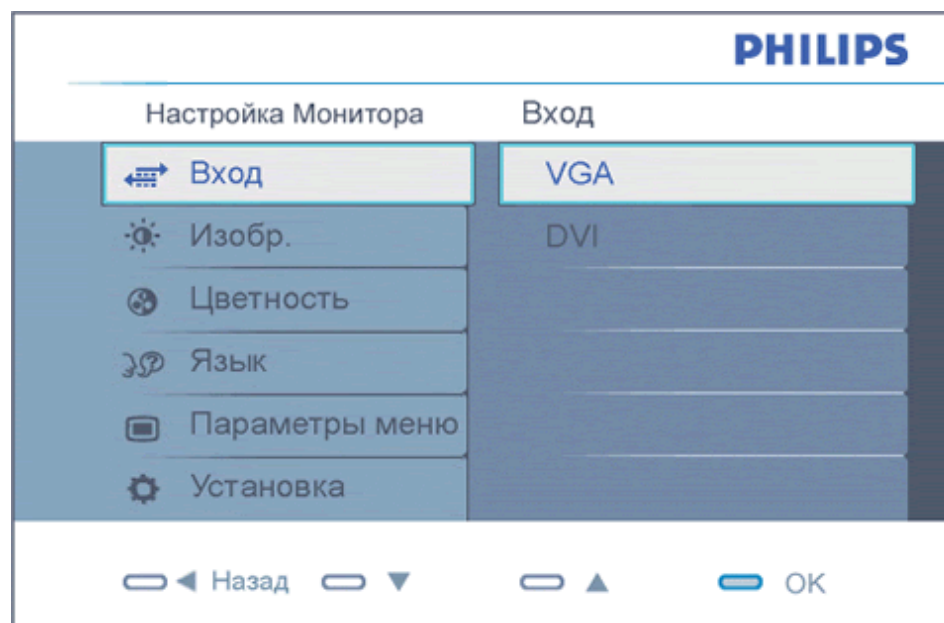 PHILIPS
Настройка Монитора Вход
Вход VGA
Изобр. DVI
Цветность
Язык
Параметры меню
Установка
Назад OK